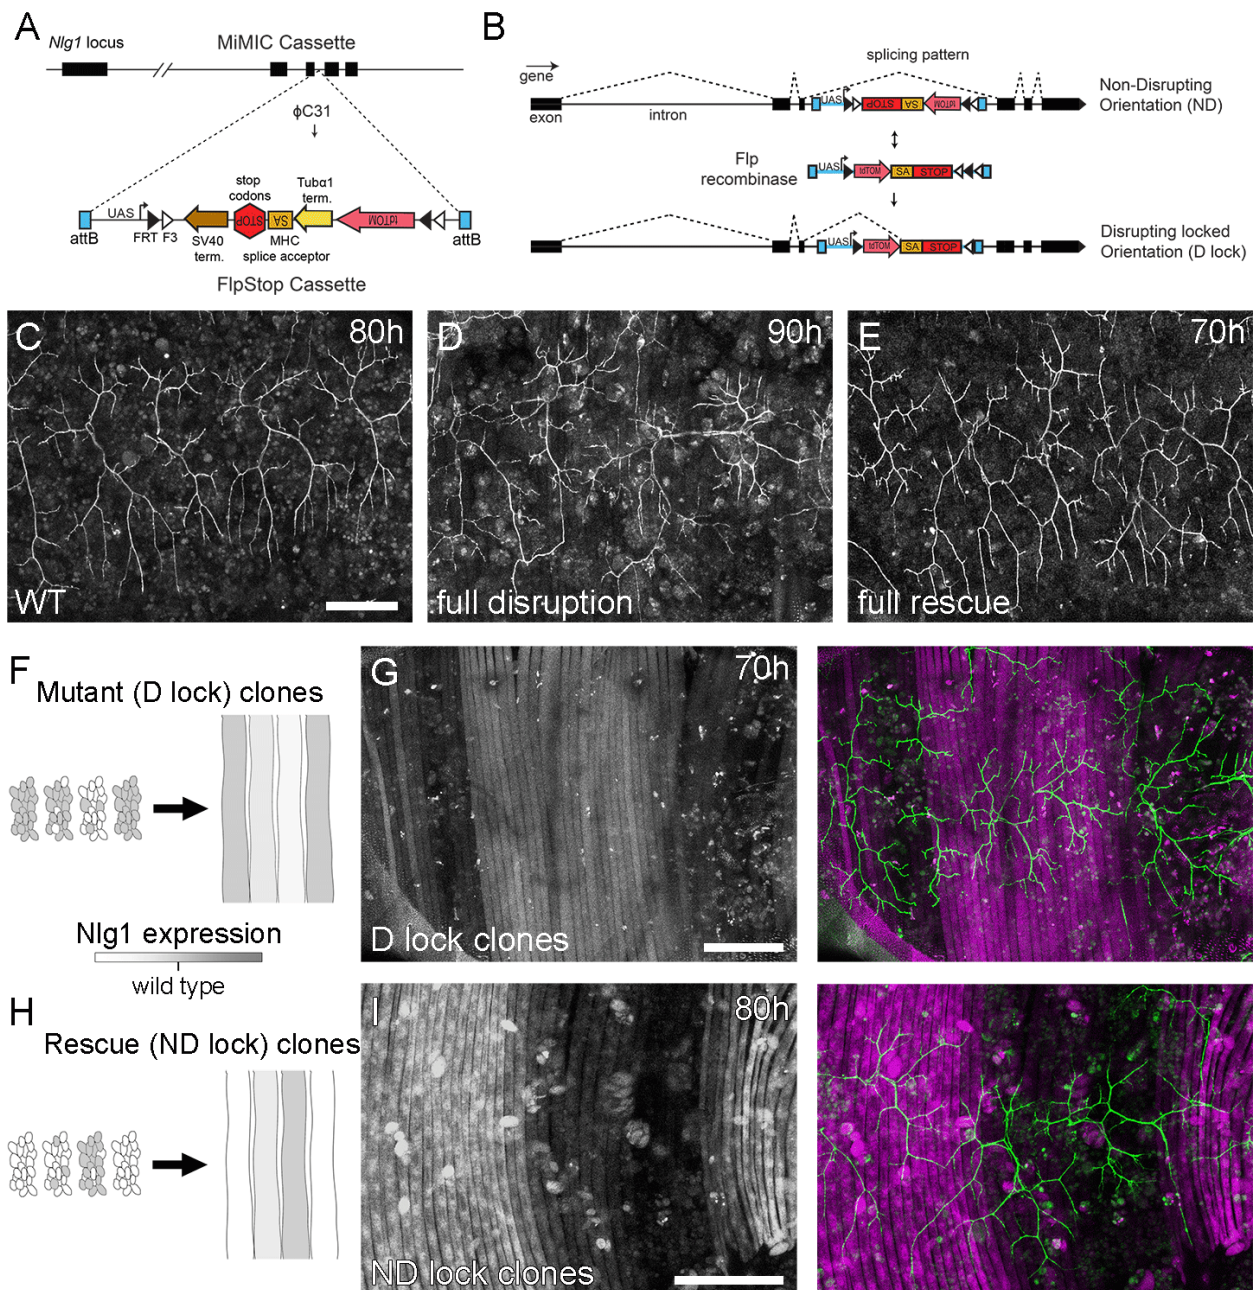 A
Nlg1 locus
MiMIC Cassette
ϕC31
stop
codons
Tubα1
term.
UAS
STOP
SA
tdTOM
attB
FRT F3
SV40
term.
MHC
splice acceptor
attB
FlpStop Cassette
B
gene
splicing pattern
UAS
STOP
SA
tdTOM
exon
intron
Non-Disrupting
Orientation (ND)
Flp
recombinase
UAS
tdTOM
SA
STOP
UAS
tdTOM
SA
STOP
Disrupting locked
Orientation (D lock)
C
80h
WT
D
90h
full disruption
E
70h
full rescue
F
Mutant (D lock) clones
Nlg1 expression
wild type
G
70h
D lock clones
H
Rescue (ND lock) clones
I
80h
ND lock clones